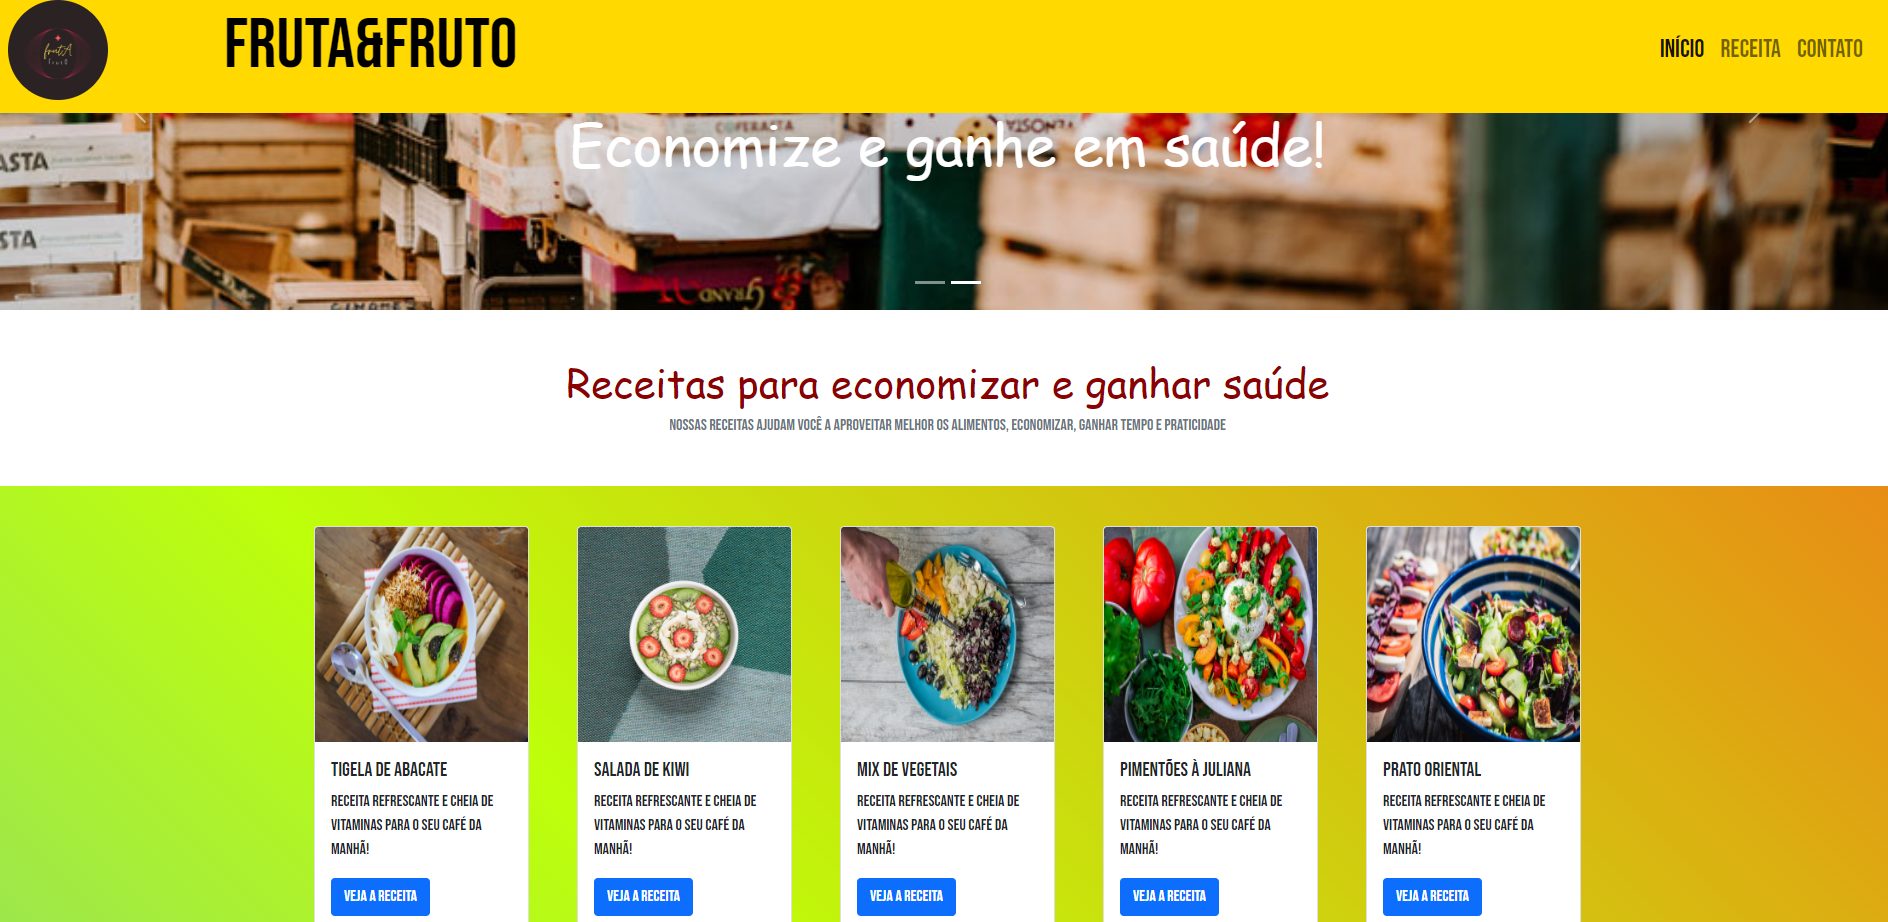 frutA
FrutO
FRUTA&FRUTO
INÍCIO RECEITA CONTATO
ASTA
STA
Economize e ganhe em saúde!
GRAND
Receitas para economizar e ganhar saúde
NOSSAS RECEITAS AJUDAM VOCÊ A APROVEITAR MELHOR OS ALIMENTOS, ECONOMIZAR, GANHAR TEMPO E PRATICIDADE
TIGELA DE ABACATE
RECEITA REFRESCANTE E CHEIA DE
VITAMINAS PARA O SEU CAFÉ DA
MANHÃ!
VEJA A RECEITA
SALADA DE KIWI
RECEITA REFRESCANTE E CHEIA DE
VITAMINAS PARA O SEU CAFÉ DA
MANHÃ!
VEJA A RECEITA
MIX DE VEGETAIS
RECEITA REFRESCANTE E CHEIA DE
VITAMINAS PARA O SEU CAFÉ DA
MANHÃ!
VEJA A RECEITA
PIMENTÕES À JULIANA
RECEITA REFRESCANTE E CHEIA DE
VITAMINAS PARA O SEU CAFÉ DA
MANHÃ!
VEJA A RECEITA
PRATO ORIENTAL
RECEITA REFRESCANTE E CHEIA DE
VITAMINAS PARA O SEU CAFÉ DA
MANHÃ!
VEJA A RECEITA